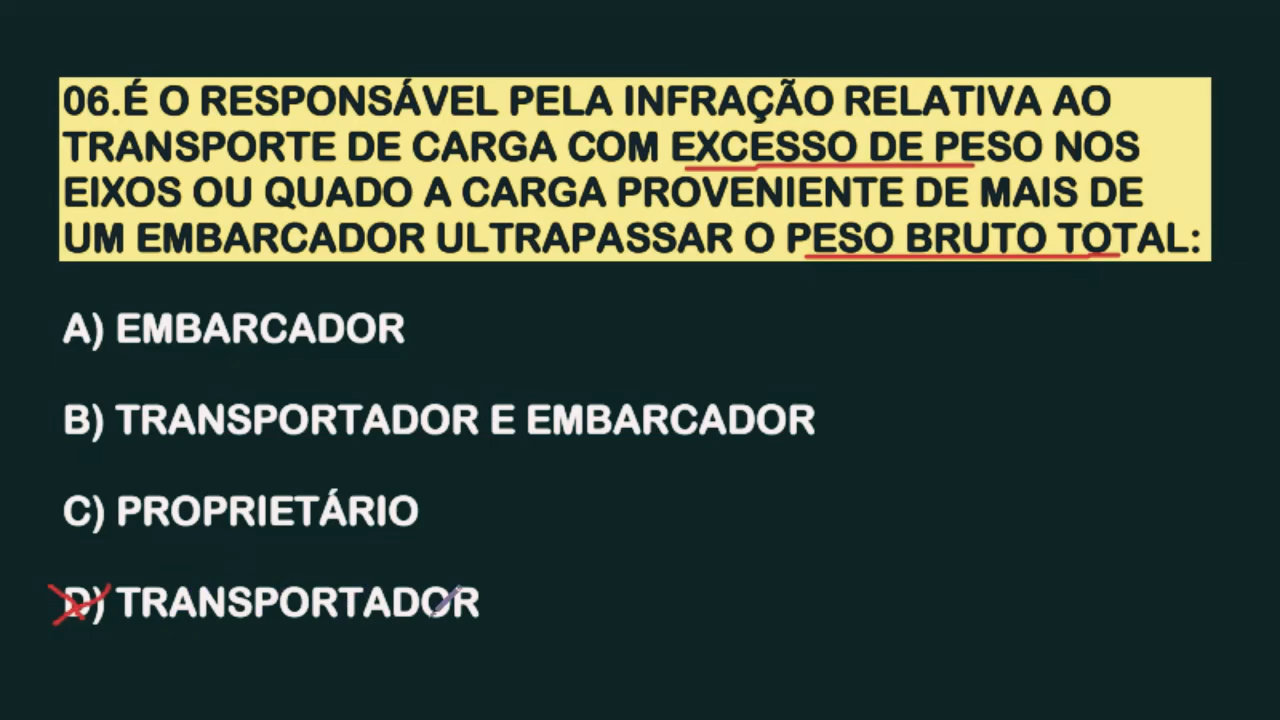 06.É O RESPONSÁVEL PELA INFRAÇÃO RELATIVA AO
TRANSPORTE DE CARGA COM EXCESSO DE PESO NOS
EIXOS OU QUADO A CARGA PROVENIENTE DE MAIS DE
UM EMBARCADOR ULTRAPASSAR O PESO BRUTO TOTAL:
A) EMBARCADOR
B) TRANSPORTADOR E EMBARCADOR
C) PROPRIETÁRIO
D) TRANSPORTADOR